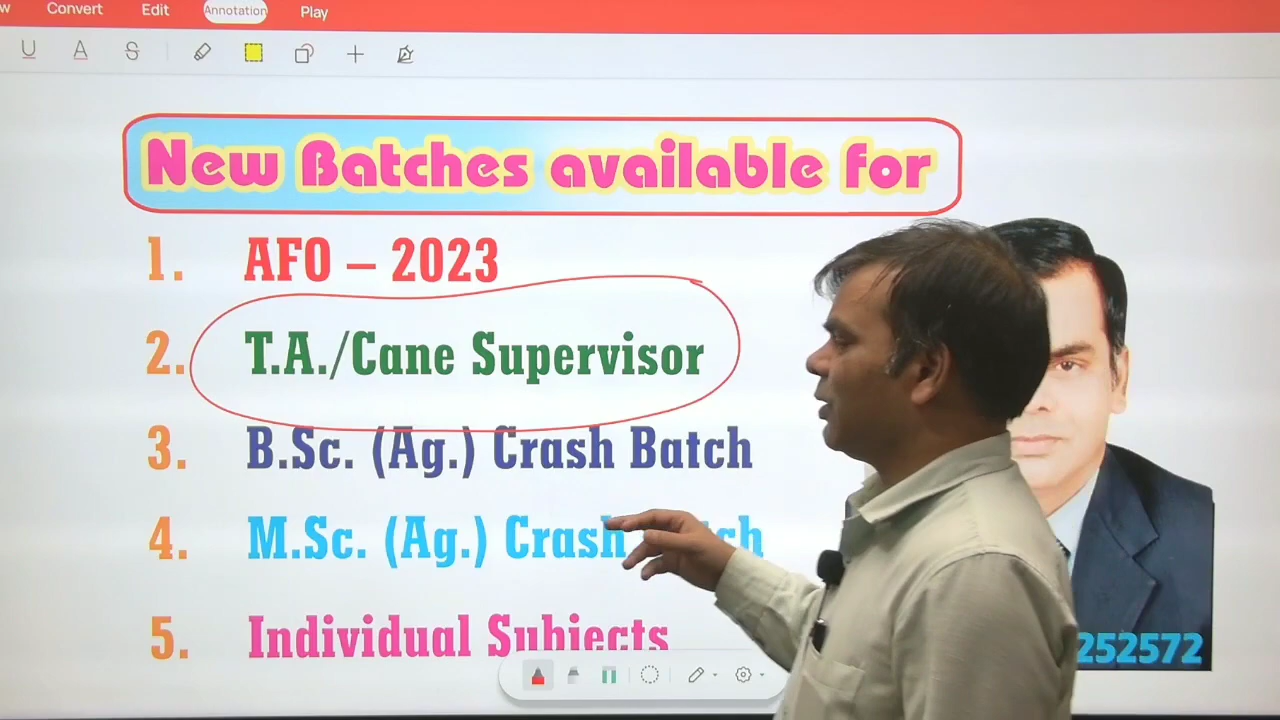 Convert Edit Annotation Play
U A S
New Batches available for
1. AFO – 2023
2. T.A./Cane Supervisor
3. B.Sc. (Ag.) Crash Batch
4. M.Sc. (Ag.) Crash
5. Individual Subjects
252572